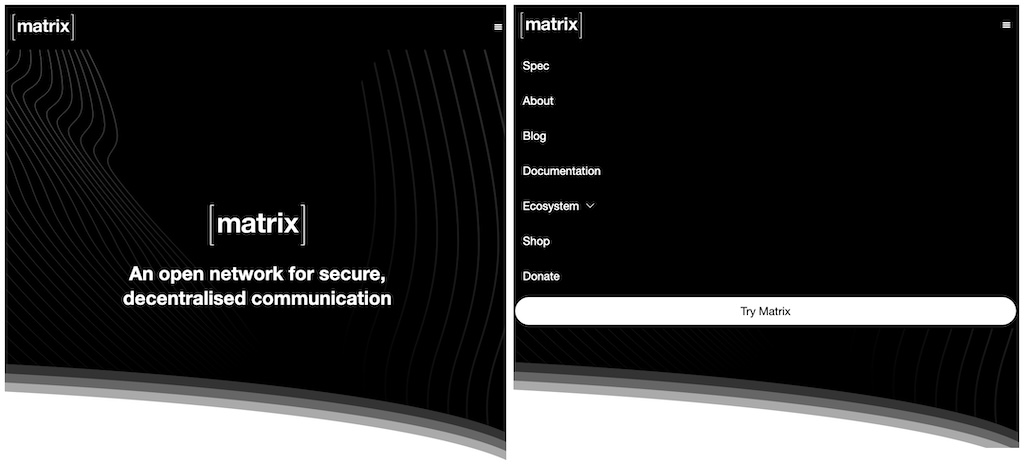 [matrix]
[matrix]
An open network for secure,
decentralised communication
[matrix]
Spec
About
Blog
Documentation
Ecosystem
Shop
Donate
Try Matrix